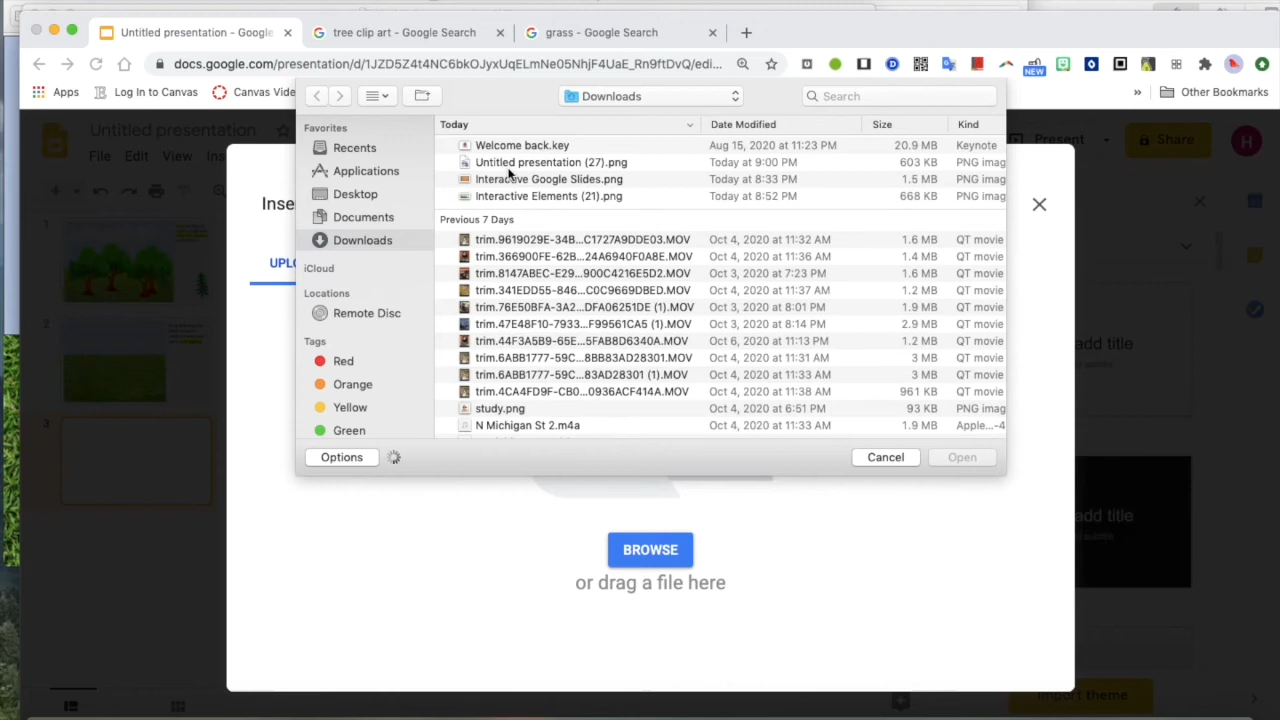 Untitled presentation - Google
tree clip art - Google Search
grass - Google Search
docs.google.com/presentation/d/1JZD5Z4t4NC6bkOJyxUqELmNe05NhjF4UaE_Rn9ftDvQ/edi...
NEW
Apps
Log In to Canvas
Canvas Vide
»
Other Bookmarks
Downloads
Search
Untitled presentation
File
Edit
View
Ins
Present
Share
H
Favorites
Recents
Applications
Desktop
Documents
Downloads
iCloud
Locations
Remote Disc
Tags
Red
Orange
Yellow
Green
Today Date Modified Size Kind
Welcome back.key Aug 15, 2020 at 11:23 PM 20.9 MB Keynote
Untitled presentation (27).png Today at 9:00 PM 603 KB PNG imag
Interactive Google Slides.png Today at 8:33 PM 1.5 MB PNG imag
Interactive Elements (21).png Today at 8:52 PM 668 KB PNG imag
Previous 7 Days
trim.9619029E-34B...C1727A9DDE03.MOV Oct 4, 2020 at 11:32 AM 1.6 MB QT movie
trim.366900FE-62B...24A6940F0A8E.MOV Oct 4, 2020 at 11:36 AM 1.4 MB QT movie
trim.8147ABEC-E29...900C4216E5D2.MOV Oct 3, 2020 at 7:23 PM 1.6 MB QT movie
trim.341EDD55-846...C0C9669DBED.MOV Oct 4, 2020 at 11:37 AM 1.2 MB QT movie
trim.76E50BFA-3A2...DFA06251DE (1).MOV Oct 3, 2020 at 8:01 PM 1.9 MB QT movie
trim.47E48F10-7933...F99561CA5 (1).MOV Oct 3, 2020 at 8:14 PM 2.9 MB QT movie
trim.44F3A5B9-65E...5FAB8D6340A.MOV Oct 6, 2020 at 11:13 PM 1.2 MB QT movie
trim.6ABB1777-59C...8BB83AD28301.MOV Oct 4, 2020 at 11:31 AM 3 MB QT movie
trim.6ABB1777-59C...83AD28301 (1).MOV Oct 4, 2020 at 11:33 AM 3 MB QT movie
trim.4CA4FD9F-CB0...0936ACF414A.MOV Oct 4, 2020 at 11:38 AM 961 KB QT movie
study.png Oct 4, 2020 at 6:51 PM 93 KB PNG imag
N Michigan St 2.m4a Oct 4, 2020 at 11:33 AM 1.9 MB Apple...-4
Options
Cancel
Open
Inse
UPLO
1
2
3
BROWSE
or drag a file here
add title
add title
Import theme